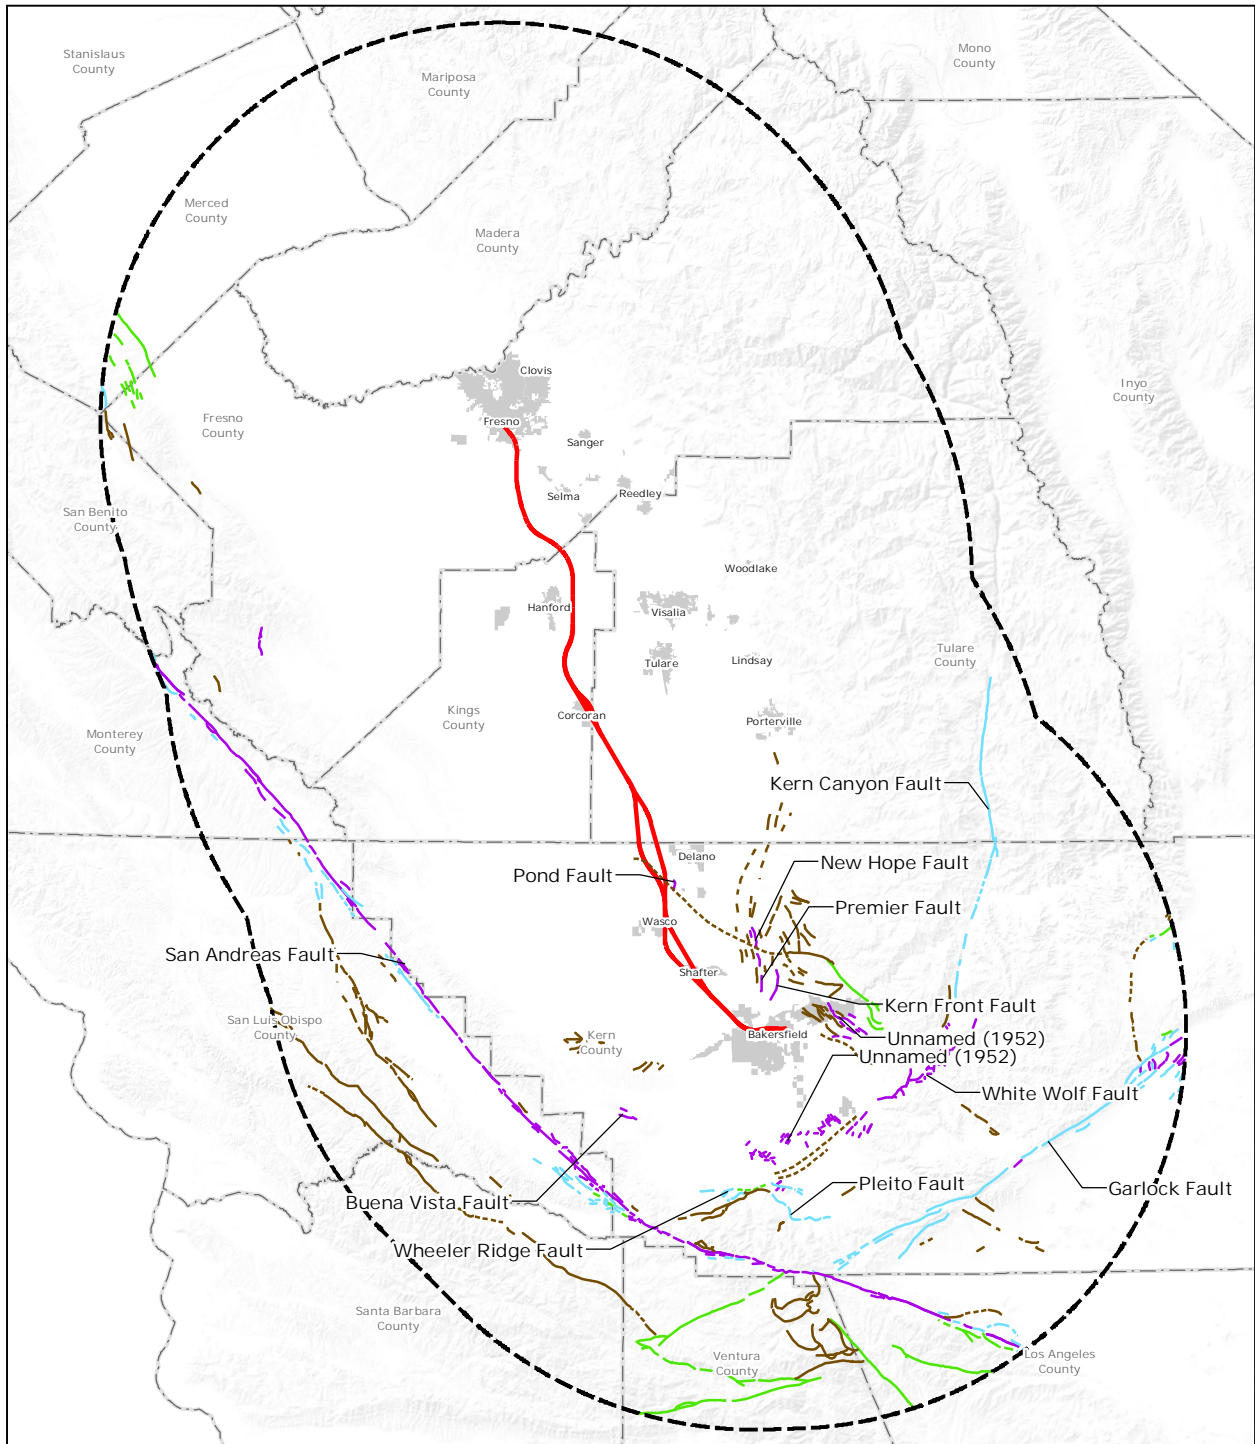 Stanislaus
County
Mono
County
Mariposa
County
Merced
County
Madera
County
Inyo
County
Clovis
Fresno
Fresno
County
Sanger
Selma
Reedley
San Benito
County
Woodlake
Hanford
Visalia
Tulare
Lindsay
Tulare
County
Kings
County
Corcoran
Porterville
Monterey
County
Kern Canyon Fault
Delano
New Hope Fault
Pond Fault
Premier Fault
Wasco
San Andreas Fault
Shafter
Kern Front Fault
San Luis Obispo
County
Kern
County
Bakersfield
Unnamed (1952)
Unnamed (1952)
White Wolf Fault
Pleito Fault
Garlock Fault
Buena Vista Fault
Wheeler Ridge Fault
Santa Barbara
County
Ventura
County
Los Angeles
County